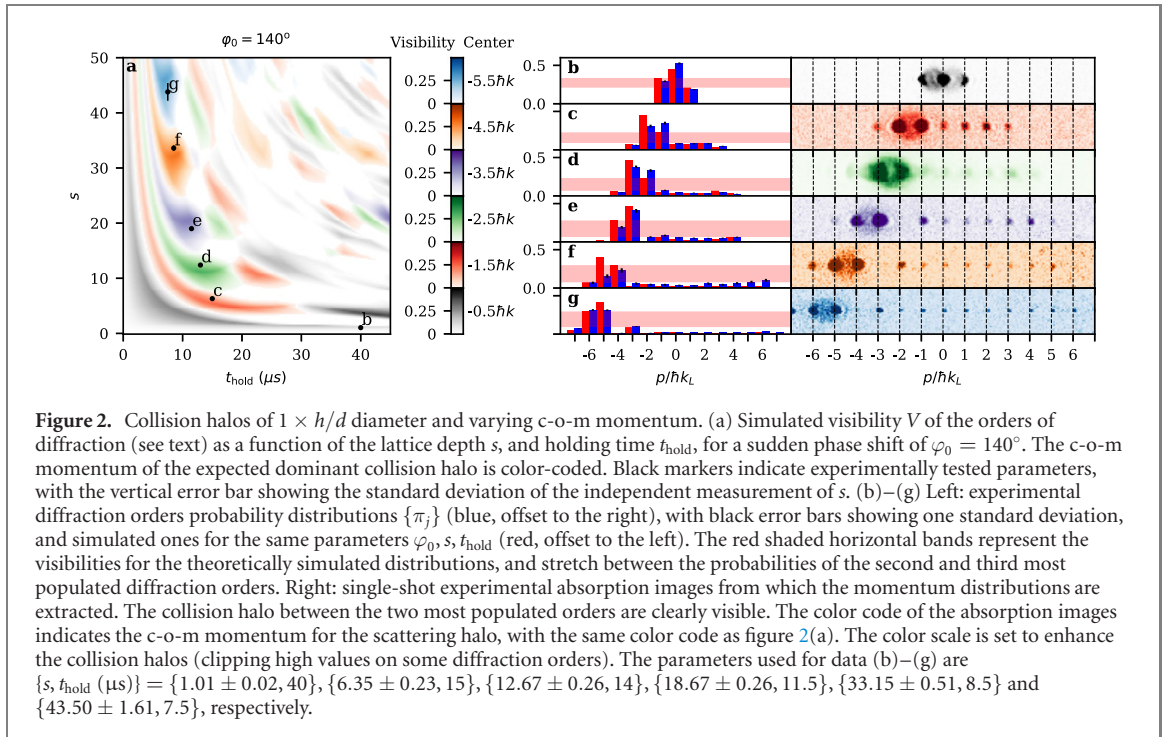 φ₀ = 140°
Visibility Center
a
50
40
30
20
10
0
s
g
f
e
d
c
b
0 10 20 30 40
t_hold (μs)
0.25 -5.5ħk
0
0.25 -4.5ħk
0
0.25 -3.5ħk
0
0.25 -2.5ħk
0
0.25 -1.5ħk
0
0.25 -0.5ħk
0
0.5 b
0.0
c
0.5 d
0.0
e
0.5 f
0.0
g
-6 -4 -2 0 2 4 6
p/ħk_L
-6 -5 -4 -3 -2 -1 0 1 2 3 4 5 6
p/ħk_L
Figure 2. Collision halos of 1 × h/d diameter and varying c-o-m momentum. (a) Simulated visibility V of the orders of
diffraction (see text) as a function of the lattice depth s, and holding time t_hold, for a sudden phase shift of φ₀ = 140°. The c-o-m
momentum of the expected dominant collision halo is color-coded. Black markers indicate experimentally tested parameters,
with the vertical error bar showing the standard deviation of the independent measurement of s. (b)–(g) Left: experimental
diffraction orders probability distributions {π_j} (blue, offset to the right), with black error bars showing one standard deviation,
and simulated ones for the same parameters φ₀, s, t_hold (red, offset to the left). The red shaded horizontal bands represent the
visibilities for the theoretically simulated distributions, and stretch between the probabilities of the second and third most
populated diffraction orders. Right: single-shot experimental absorption images from which the momentum distributions are
extracted. The collision halo between the two most populated orders are clearly visible. The color code of the absorption images
indicates the c-o-m momentum for the scattering halo, with the same color code as figure 2(a). The color scale is set to enhance
the collision halos (clipping high values on some diffraction orders). The parameters used for data (b)–(g) are
{s, t_hold (μs)} = {1.01 ± 0.02, 40}, {6.35 ± 0.23, 15}, {12.67 ± 0.26, 14}, {18.67 ± 0.26, 11.5}, {33.15 ± 0.51, 8.5} and
{43.50 ± 1.61, 7.5}, respectively.